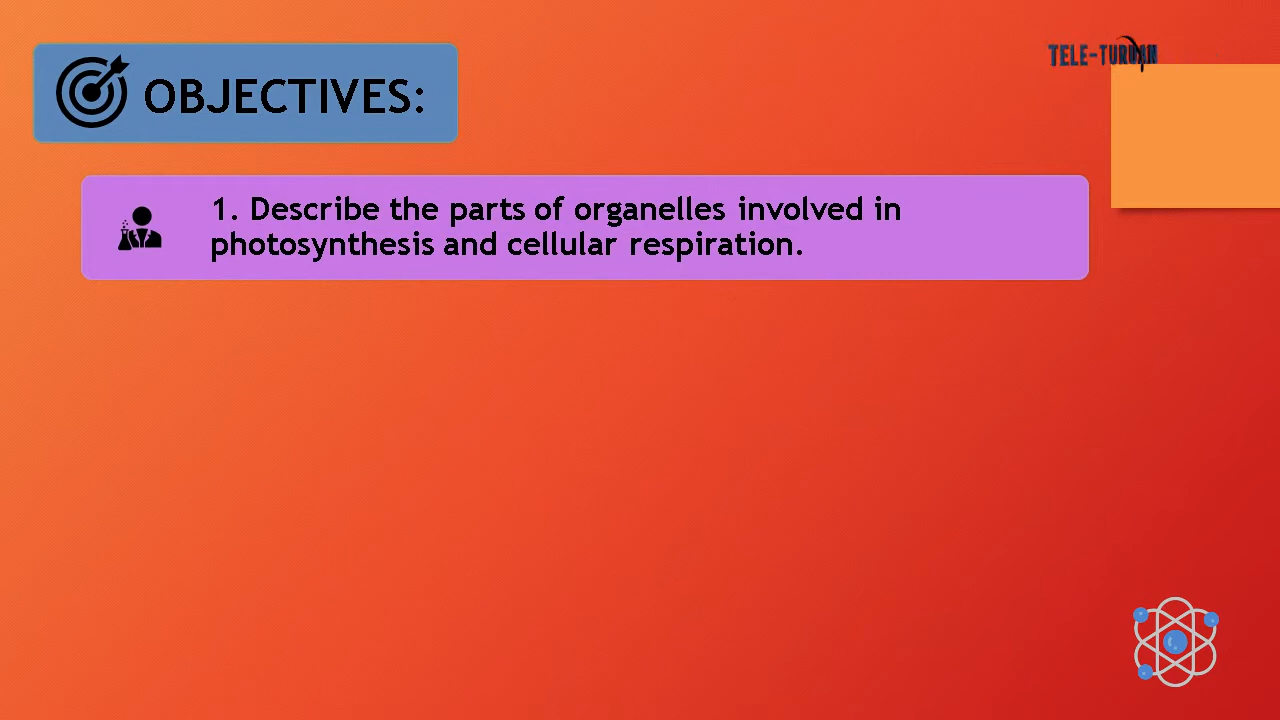 TELE-TURUAN
OBJECTIVES:
1. Describe the parts of organelles involved in
photosynthesis and cellular respiration.